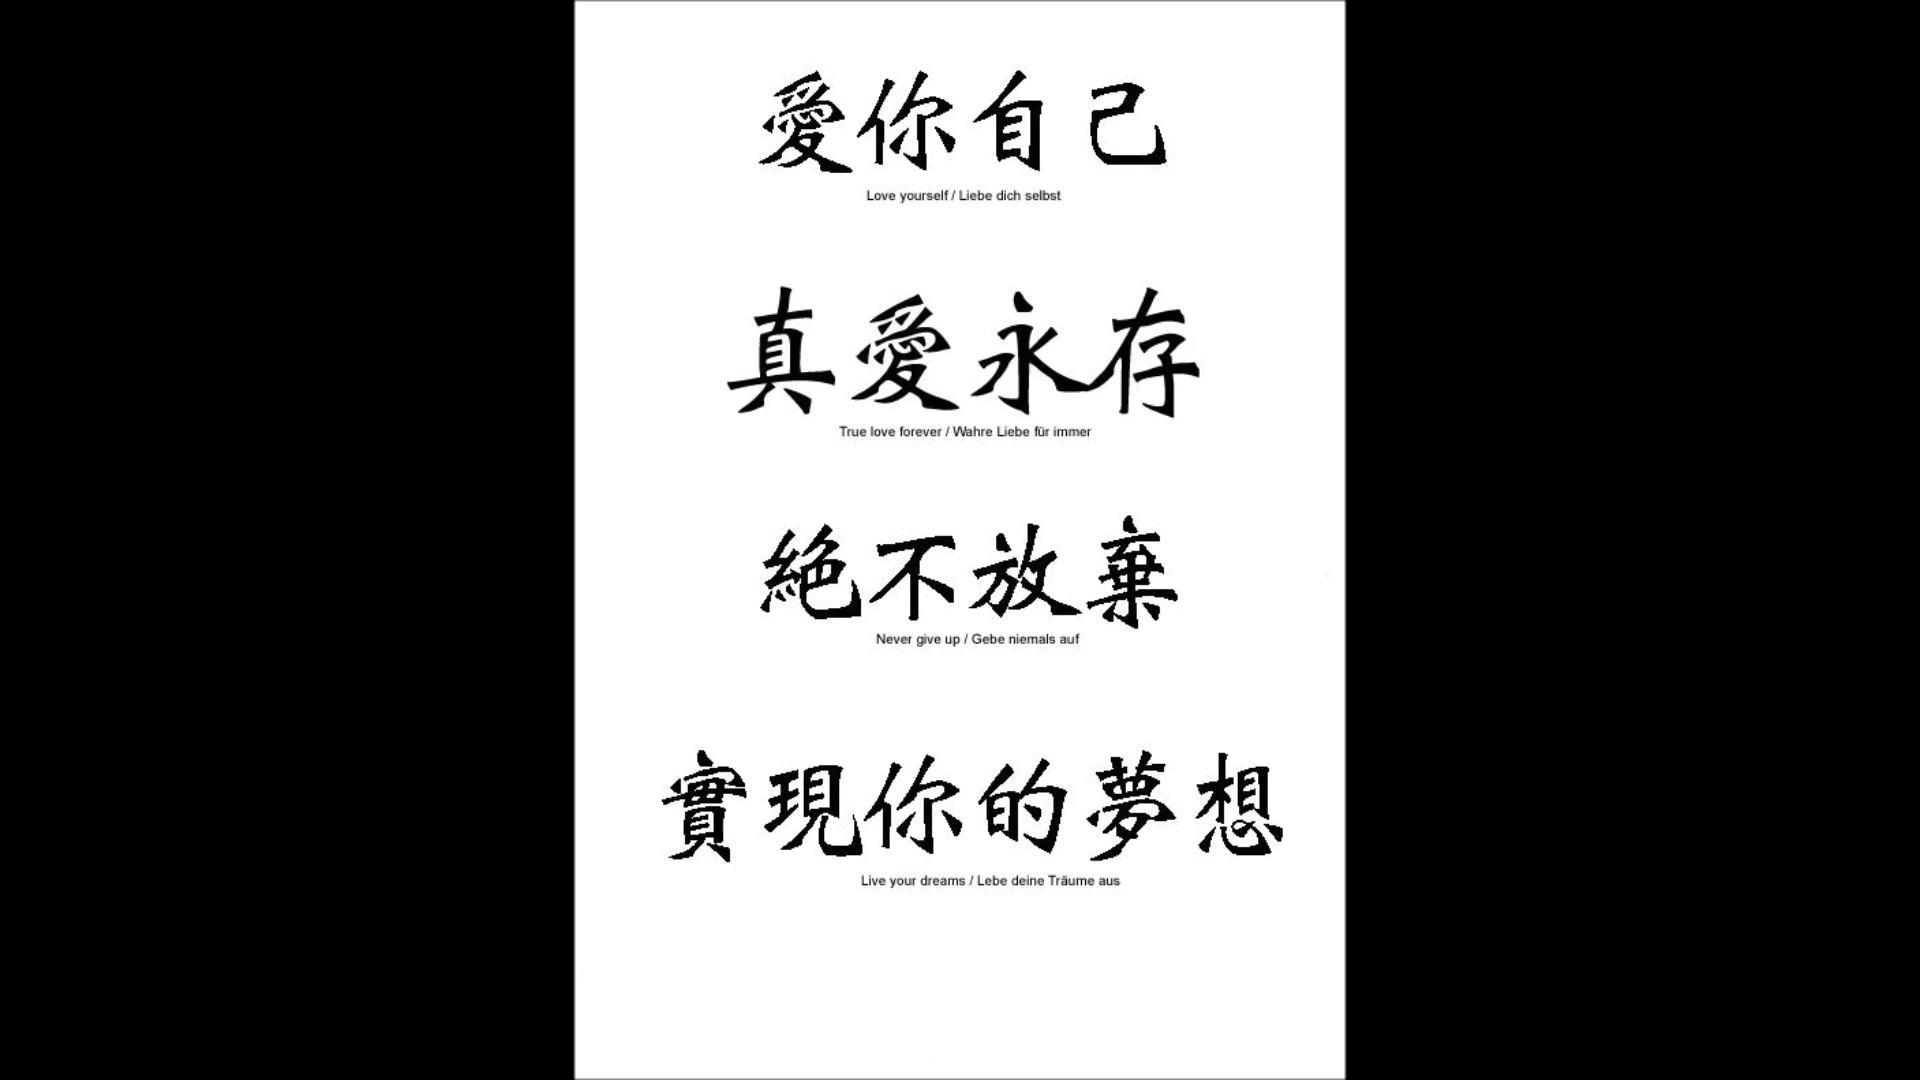 愛你自己
Love yourself / Liebe dich selbst
真愛永存
True love forever / Wahre Liebe für immer
絕不放棄
Never give up / Gebe niemals auf
實現你的夢想
Live your dreams / Lebe deine Träume aus